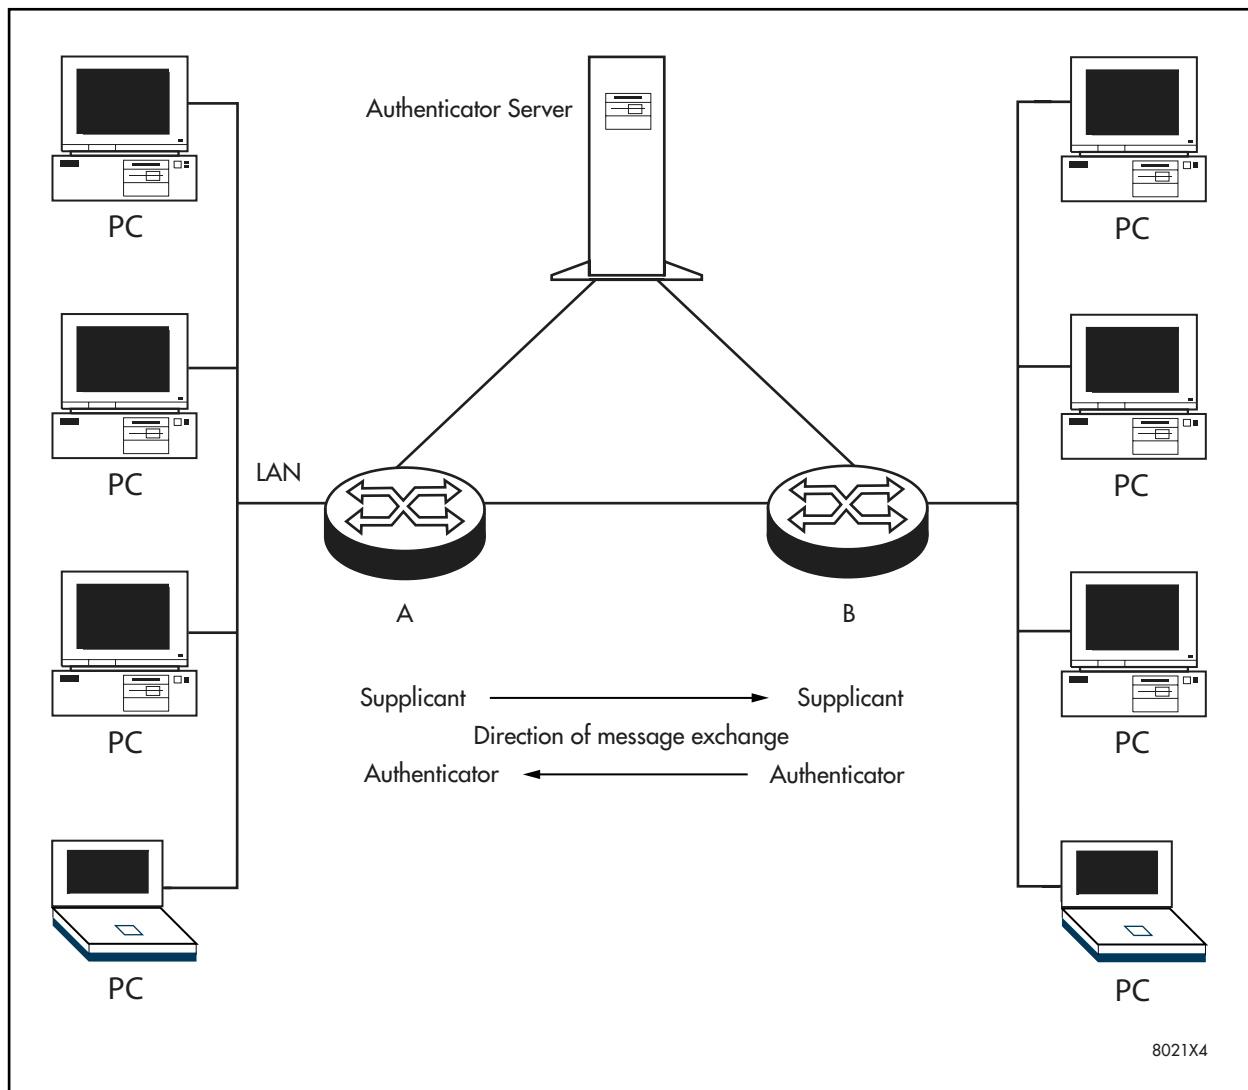 Authenticator Server
PC
PC
PC
PC
LAN
A
B
Supplicant
Supplicant
Direction of message exchange
Authenticator
Authenticator
PC
PC
PC
PC
8021X4